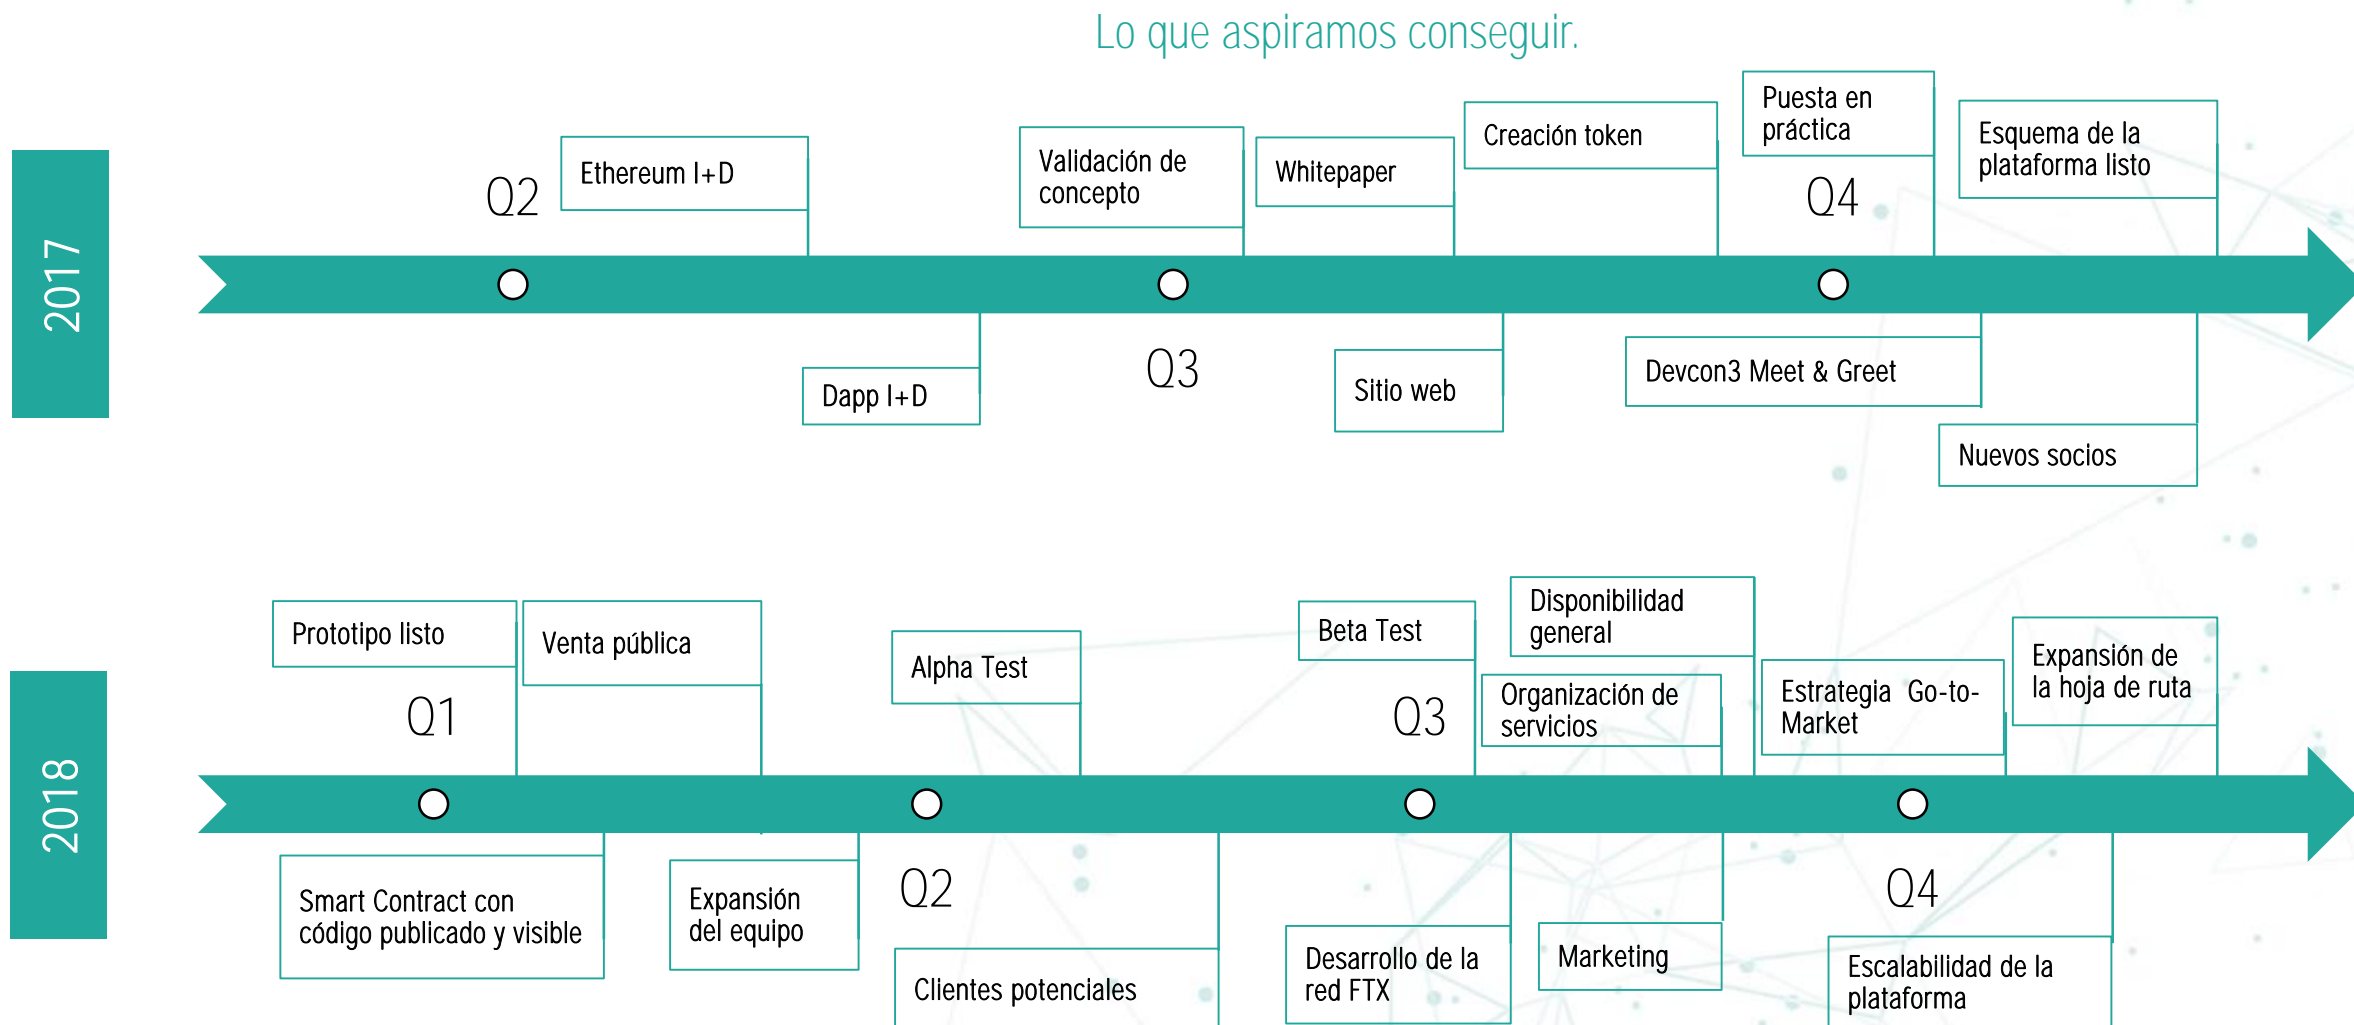 Lo que aspiramos conseguir.
2017
Q2
Ethereum I+D
Dapp I+D
Q3
Validación de
concepto
Whitepaper
Sitio web
Creación token
Q4
Puesta en
práctica
Devcon3 Meet & Greet
Esquema de la
plataforma listo
Nuevos socios
2018
Q1
Prototipo listo
Smart Contract con
código publicado y visible
Venta pública
Expansión
del equipo
Q2
Alpha Test
Clientes potenciales
Q3
Beta Test
Desarrollo de la
red FTX
Organización de
servicios
Marketing
Disponibilidad
general
Q4
Estrategia  Go-to-
Market
Escalabilidad de la
plataforma
Expansión de
la hoja de ruta